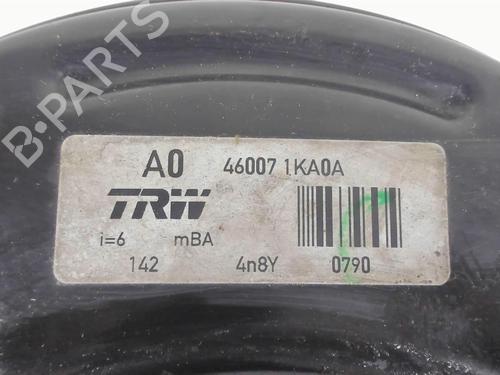 B-PARTS
A0 46007 1KA0A
TRW
i=6 mBA
142 4n8Y 0790